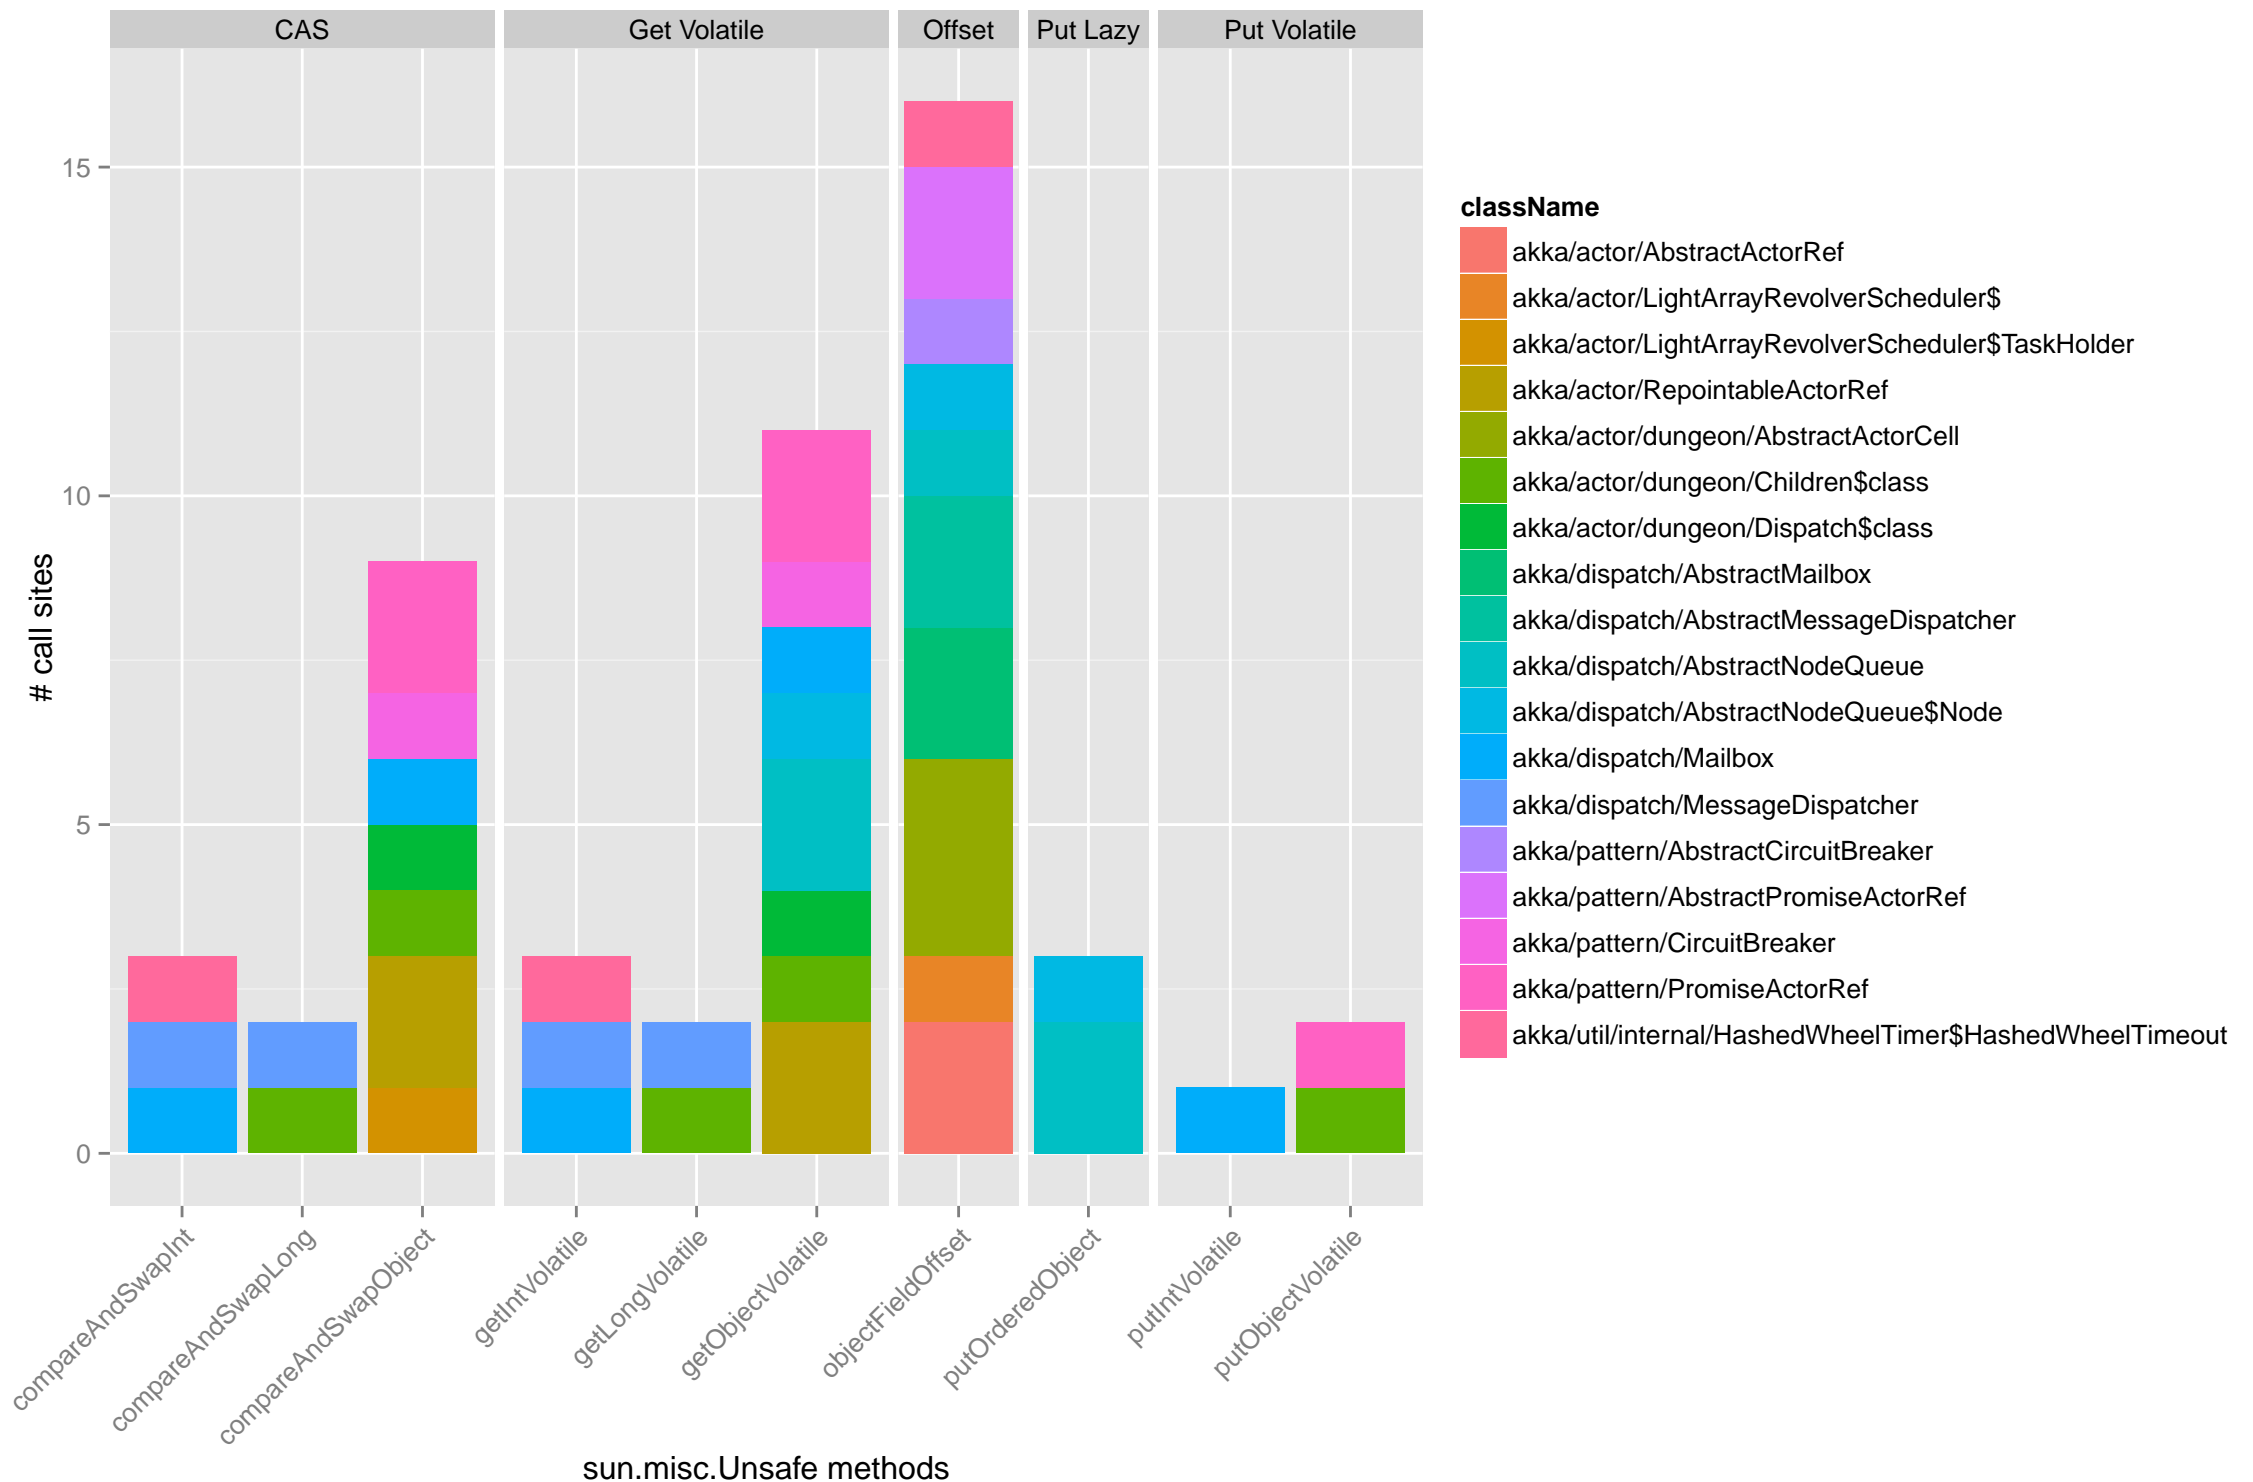 CAS
Get Volatile
Offset
Put Lazy
Put Volatile
15
10
5
0
# call sites
compareAndSwapInt
compareAndSwapLong
compareAndSwapObject
getIntVolatile
getLongVolatile
getObjectVolatile
objectFieldOffset
putOrderedObject
putIntVolatile
putObjectVolatile
sun.misc.Unsafe methods
className
akka/actor/AbstractActorRef
akka/actor/LightArrayRevolverScheduler$
akka/actor/LightArrayRevolverScheduler$TaskHolder
akka/actor/RepointableActorRef
akka/actor/dungeon/AbstractActorCell
akka/actor/dungeon/Children$class
akka/actor/dungeon/Dispatch$class
akka/dispatch/AbstractMailbox
akka/dispatch/AbstractMessageDispatcher
akka/dispatch/AbstractNodeQueue
akka/dispatch/AbstractNodeQueue$Node
akka/dispatch/Mailbox
akka/dispatch/MessageDispatcher
akka/pattern/AbstractCircuitBreaker
akka/pattern/AbstractPromiseActorRef
akka/pattern/CircuitBreaker
akka/pattern/PromiseActorRef
akka/util/internal/HashedWheelTimer$HashedWheelTimeout